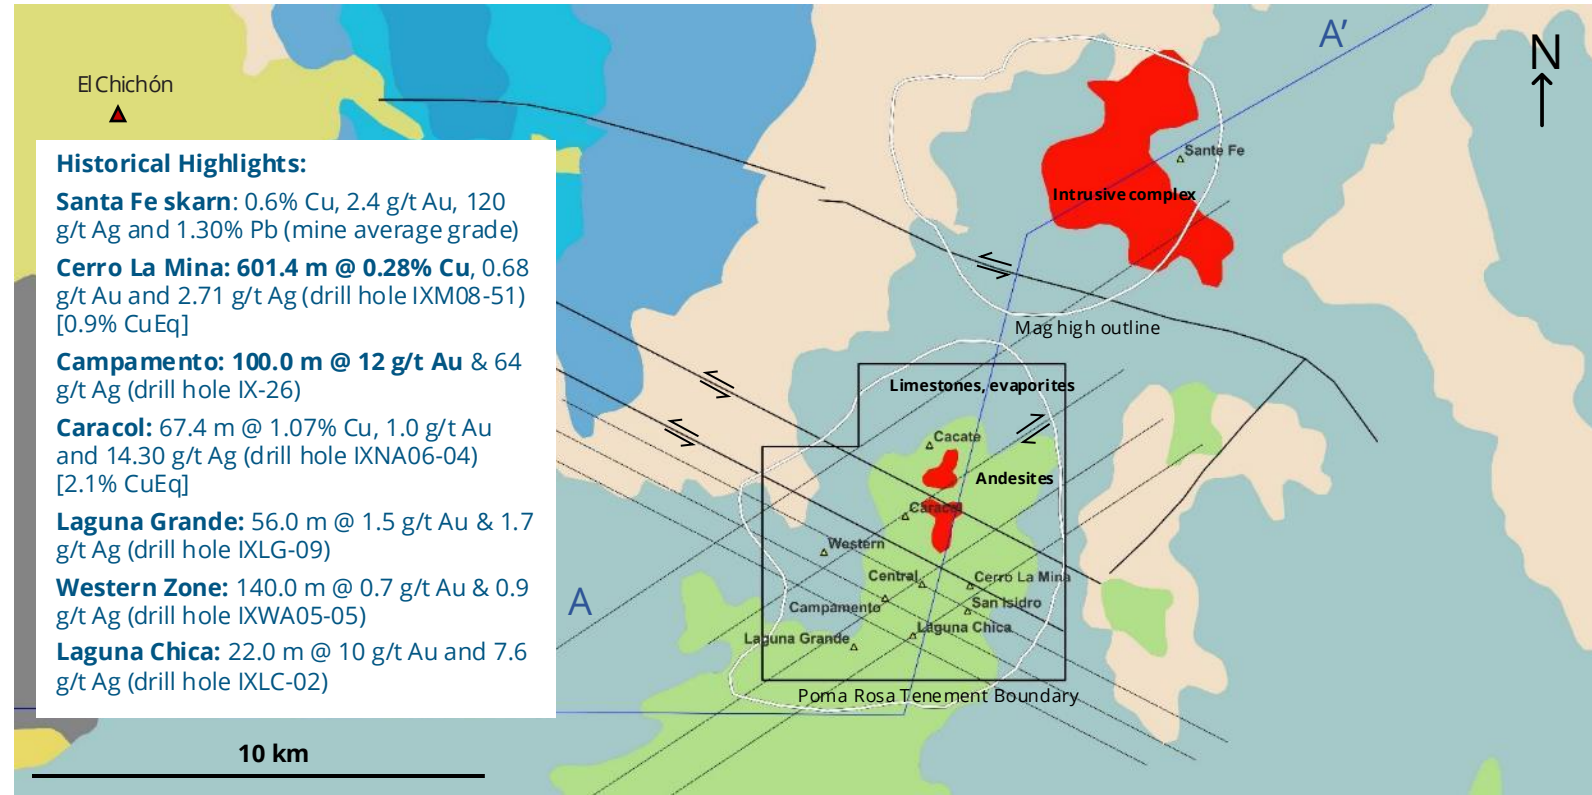 A’
N
El Chichón
Historical Highlights:
Santa Fe skarn: 0.6% Cu, 2.4 g/t Au, 120
g/t Ag and 1.30% Pb (mine average grade)
Cerro La Mina: 601.4 m @ 0.28% Cu, 0.68
g/t Au and 2.71 g/t Ag (drill hole IXM08-51)
[0.9% CuEq]
Campamento: 100.0 m @ 12 g/t Au & 64
g/t Ag (drill hole IX-26)
Caracol: 67.4 m @ 1.07% Cu, 1.0 g/t Au
and 14.30 g/t Ag (drill hole IXNA06-04)
[2.1% CuEq]
Laguna Grande: 56.0 m @ 1.5 g/t Au & 1.7
g/t Ag (drill hole IXLG-09)
Western Zone: 140.0 m @ 0.7 g/t Au & 0.9
g/t Ag (drill hole IXWA05-05)
Laguna Chica: 22.0 m @ 10 g/t Au and 7.6
g/t Ag (drill hole IXLC-02)
10 km
Sante Fe
Intrusive complex
Mag high outline
Limestones, evaporites
Cacate
Andesites
Caracol
Western
Central
Cerro La Mina
Campamento
San Isidro
A
Laguna Chica
Laguna Grande
Poma Rosa Tenement Boundary